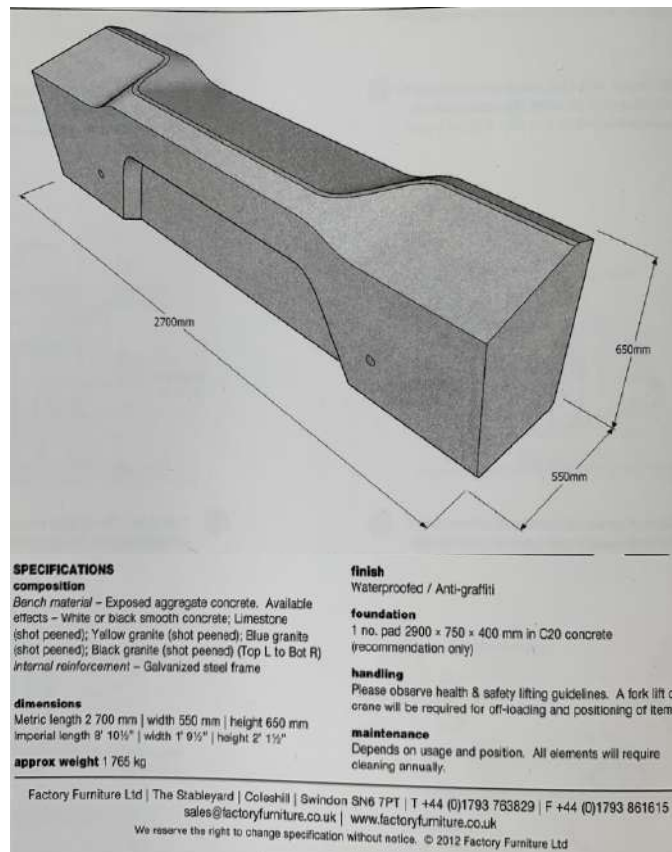 2700mm
650mm
550mm
SPECIFICATIONS
composition
Bench material – Exposed aggregate concrete. Available
effects – White or black smooth concrete; Limestone
(shot peened); Yellow granite (shot peened); Blue granite
(shot peened); Black granite (shot peened) (Top L to Bot R)
Internal reinforcement – Galvanized steel frame
dimensions
Metric length 2 700 mm | width 550 mm | height 650 mm
Imperial length 8' 10½" | width 1' 9½" | height 2' 1½"
approx weight 1 765 kg
finish
Waterproofed / Anti-graffiti
foundation
1 no. pad 2900 × 750 × 400 mm in C20 concrete
(recommendation only)
handling
Please observe health & safety lifting guidelines. A fork lift
crane will be required for off-loading and positioning of item
maintenance
Depends on usage and position. All elements will require
cleaning annually.
Factory Furniture Ltd | The Stableyard | Coleshill | Swindon SN6 7PT | T +44 (0)1793 763829 | F +44 (0)1793 861615
sales@factoryfurniture.co.uk | www.factoryfurniture.co.uk
We reserve the right to change specification without notice. © 2012 Factory Furniture Ltd